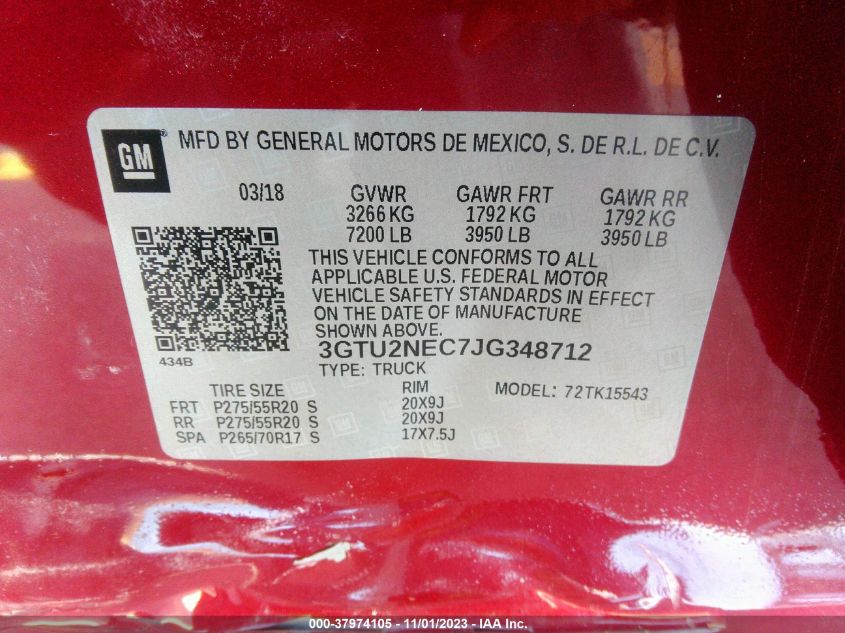 GM
MFD BY GENERAL MOTORS DE MEXICO, S. DE R.L. DE C.V.
03/18 GVWR GAWR FRT GAWR RR
3266 KG 1792 KG 1792 KG
7200 LB 3950 LB 3950 LB
THIS VEHICLE CONFORMS TO ALL
APPLICABLE U.S. FEDERAL MOTOR
VEHICLE SAFETY STANDARDS IN EFFECT
ON THE DATE OF MANUFACTURE
SHOWN ABOVE.
434B 3GTU2NEC7JG348712
TYPE: TRUCK
TIRE SIZE RIM MODEL: 72TK15543
FRT P275/55R20 S 20X9J
RR P275/55R20 S 20X9J
SPA P265/70R17 S 17X7.5J
000-37974105 - 11/01/2023 - IAA Inc.